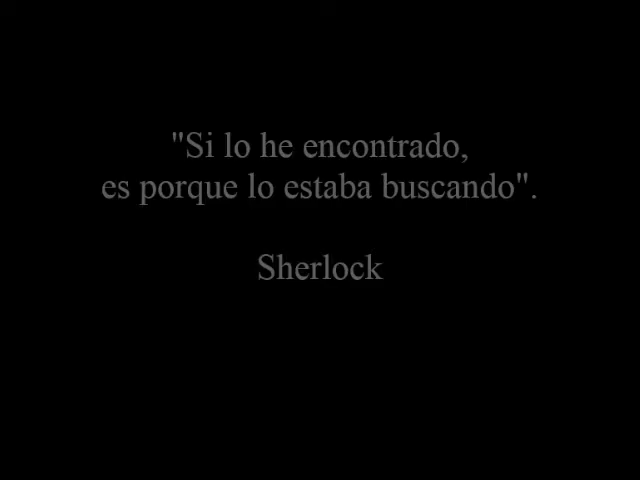 "Si lo he encontrado,
es porque lo estaba buscando".
Sherlock